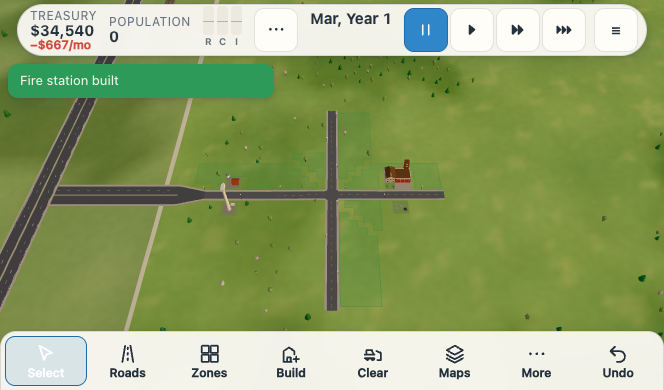 TREASURY
$34,540
−$667/mo
POPULATION
0
R C I
Mar, Year 1
Fire station built
Select
Roads
Zones
Build
Clear
Maps
More
Undo